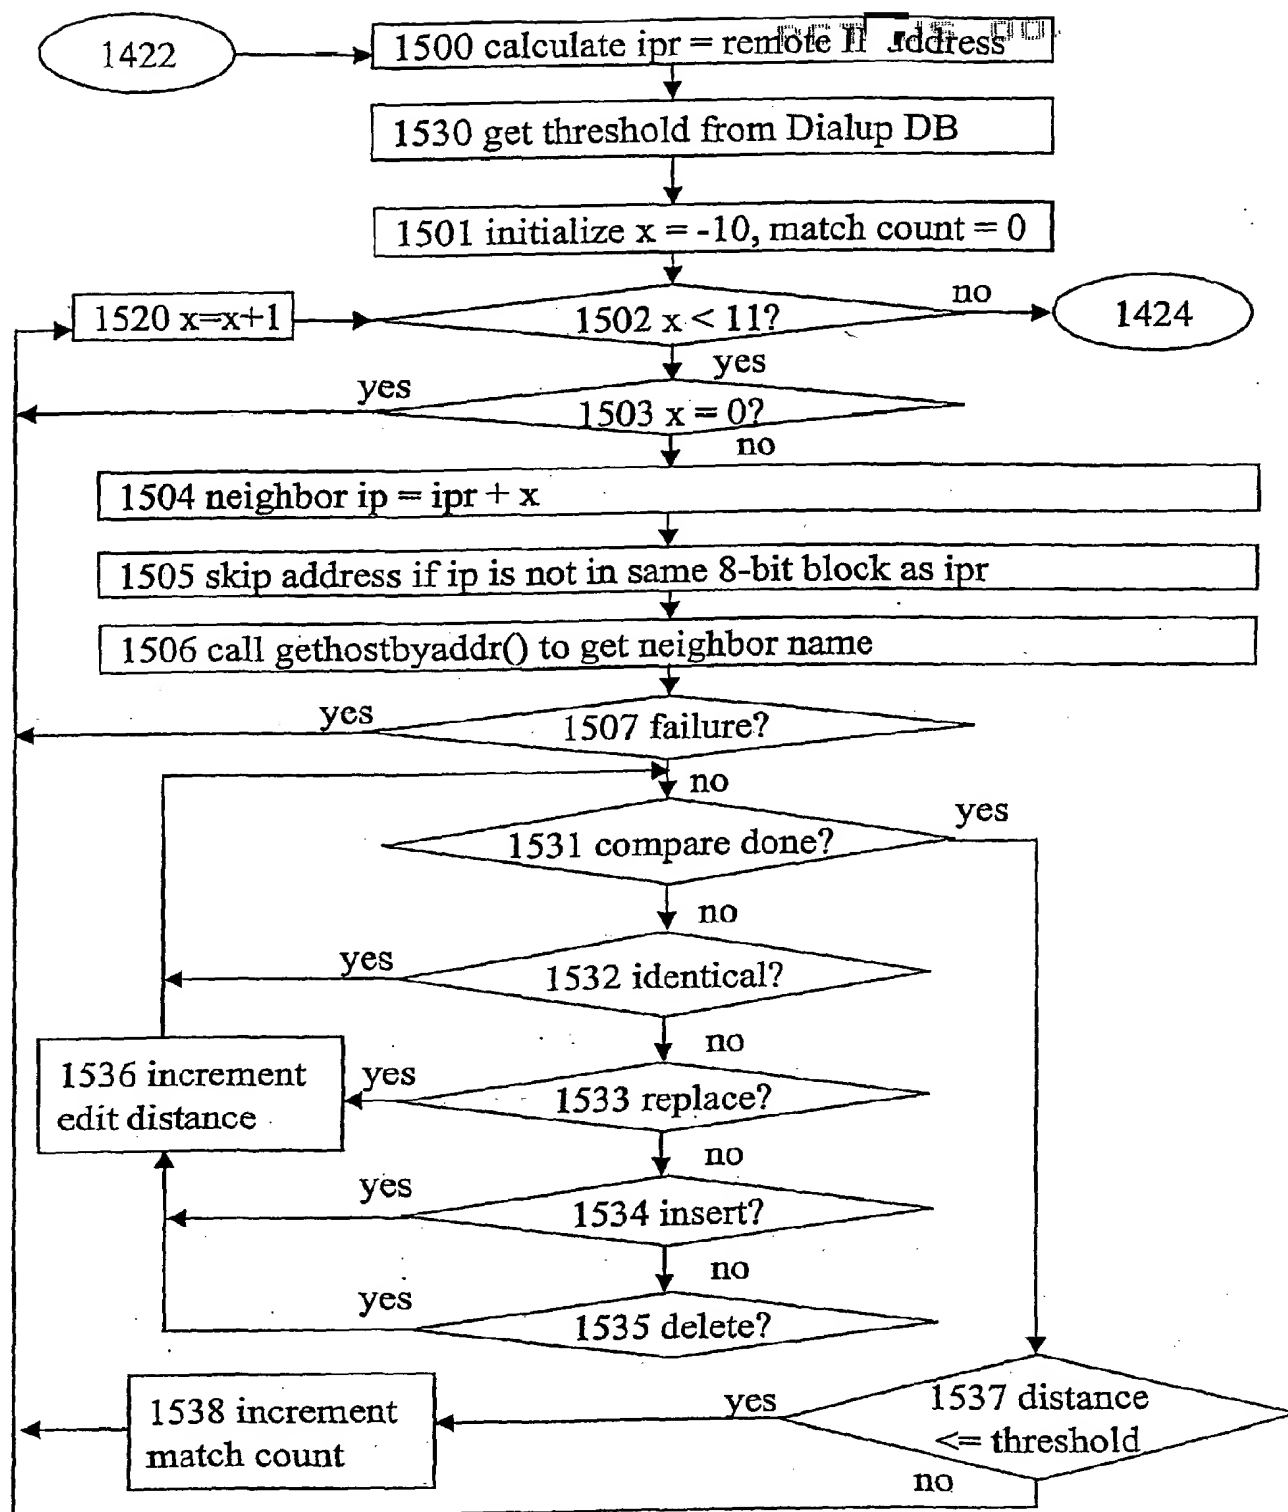 1422
1500 calculate ipr = remote address
1530 get threshold from Dialup DB
1501 initialize x = -10, match count = 0
1520 x=x+1
1502 x < 11?
no
1424
yes
yes
1503 x = 0?
no
1504 neighbor ip = ipr + x
1505 skip address if ip is not in same 8-bit block as ipr
1506 call gethostbyaddr() to get neighbor name
yes
1507 failure?
no
yes
1531 compare done?
no
yes
1532 identical?
no
1536 increment
edit distance
yes
1533 replace?
no
yes
1534 insert?
no
yes
1535 delete?
1538 increment
match count
yes
1537 distance
<= threshold
no